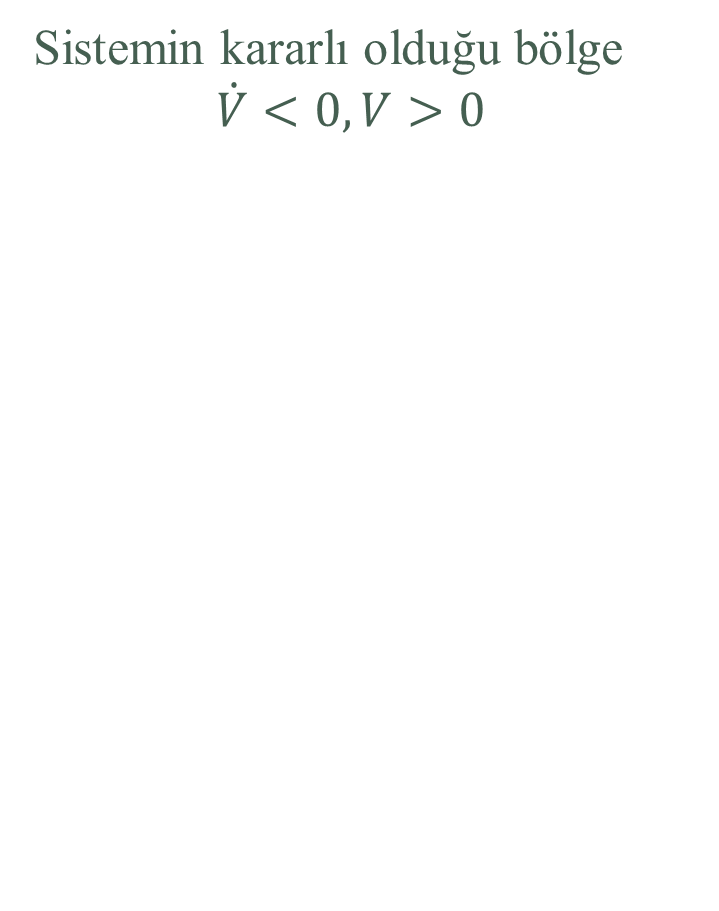 Sistemin kararlı olduğu bölge
V̇ < 0, V > 0